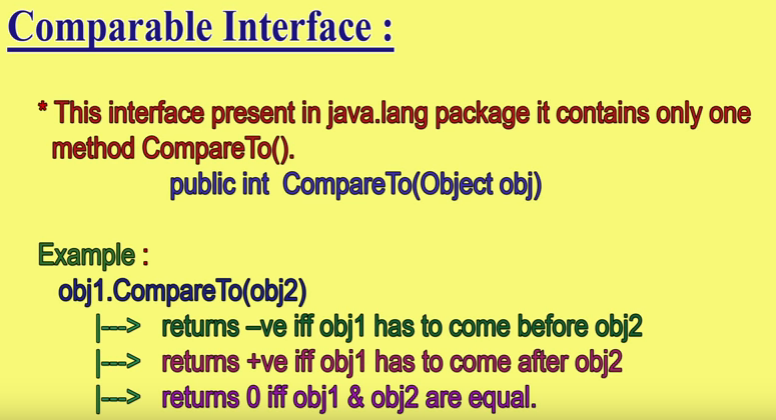 Comparable Interface :
* This interface present in java.lang package it contains only one
method CompareTo().
public int CompareTo(Object obj)
Example :
obj1.CompareTo(obj2)
|---> returns –ve iff obj1 has to come before obj2
|---> returns +ve iff obj1 has to come after obj2
|---> returns 0 iff obj1 & obj2 are equal.